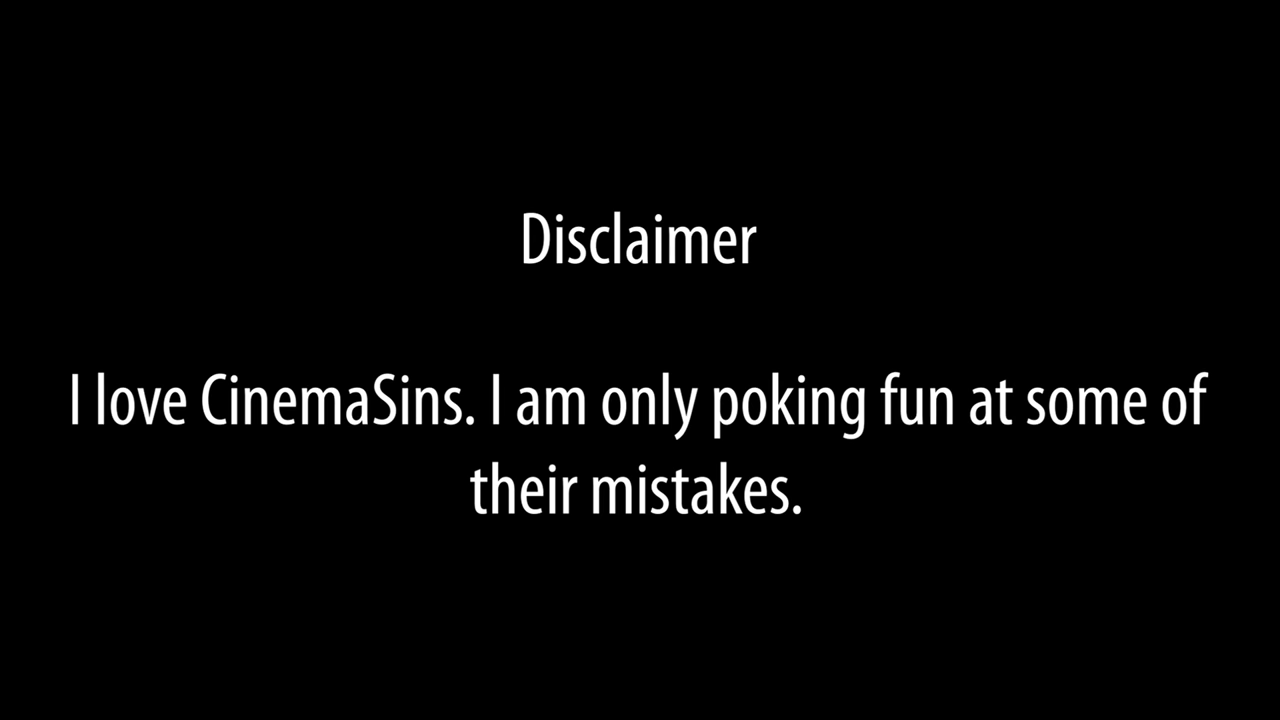 Disclaimer
I love CinemaSins. I am only poking fun at some of
their mistakes.